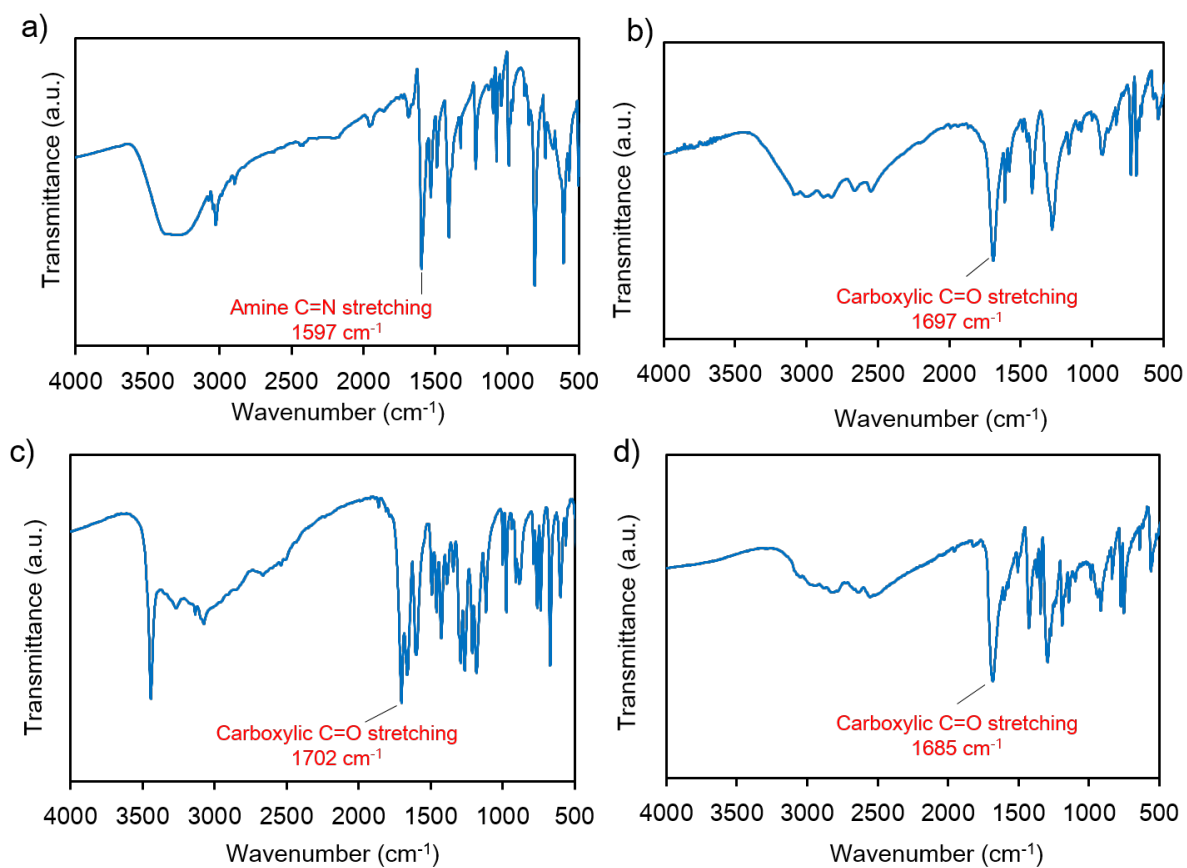 a)
Transmittance (a.u.)
Amine C=N stretching
1597 cm⁻¹
4000 3500 3000 2500 2000 1500 1000 500
Wavenumber (cm⁻¹)
b)
Transmittance (a.u.)
Carboxylic C=O stretching
1697 cm⁻¹
4000 3500 3000 2500 2000 1500 1000 500
Wavenumber (cm⁻¹)
c)
Transmittance (a.u.)
Carboxylic C=O stretching
1702 cm⁻¹
4000 3500 3000 2500 2000 1500 1000 500
Wavenumber (cm⁻¹)
d)
Transmittance (a.u.)
Carboxylic C=O stretching
1685 cm⁻¹
4000 3500 3000 2500 2000 1500 1000 500
Wavenumber (cm⁻¹)